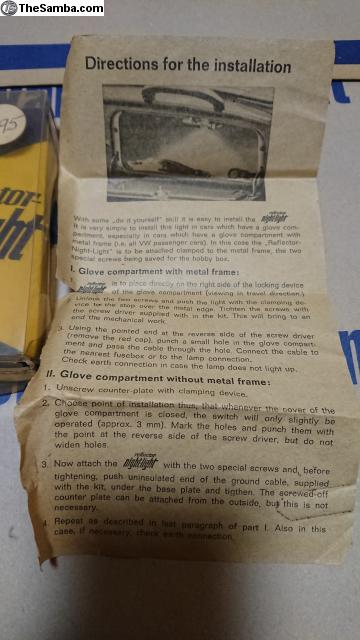 TheSamba.com
Directions for the installation
With some „do it yourself" skill it is easy to install the reflector nightlight
It is very simple to install this light in cars which have a glove com-
partment, especially in cars which have a glove compartment with
metal frame (i.e. all VW passenger cars). In this case the „Reflector-
Night-Light" is to be attached clamped to the metal frame, the two
special screws being saved for the hobby box.
I. Glove compartment with metal frame:
nightlight is to place directly on the right side of the locking device
of the glove compartment (viewing in travel direction.)
Unlock the two screws and push the light with the clamping de-
vice to the stop over the metal edge. Tighten the screws with
the screw driver supplied with in the kit. This will bring to an
end the mechanical work.
3. Using the pointed end at the reverse side of the screw driver
(remove the red cap), punch a small hole in the glove compart-
ment and pass the cable through the hole. Connect the cable to
the nearest fusebox or to the lamp connection.
Check earth connection in case the lamp does not light up.
II. Glove compartment without metal frame:
1. Unscrew counter-plate with clamping device.
2. Choose point of installation thus, that whenever the cover of the
glove compartment is closed, the switch will only slightly be
operated (approx. 3 mm). Mark the holes and punch them with
the point at the reverse side of the screw driver, but do not
widen holes.
3. Now attach the reflector nightlight with the two special screws and, before
tightening, push uninsulated end of the ground cable, supplied
with the kit, under the base plate and tigthen. The screwed-off
counter plate can be attached from the outside, but this is not
necessary.
4. Repeat as described in last paragraph of part I. Also in this
case, if necessary, check earth connection.
95
ctor-
ht